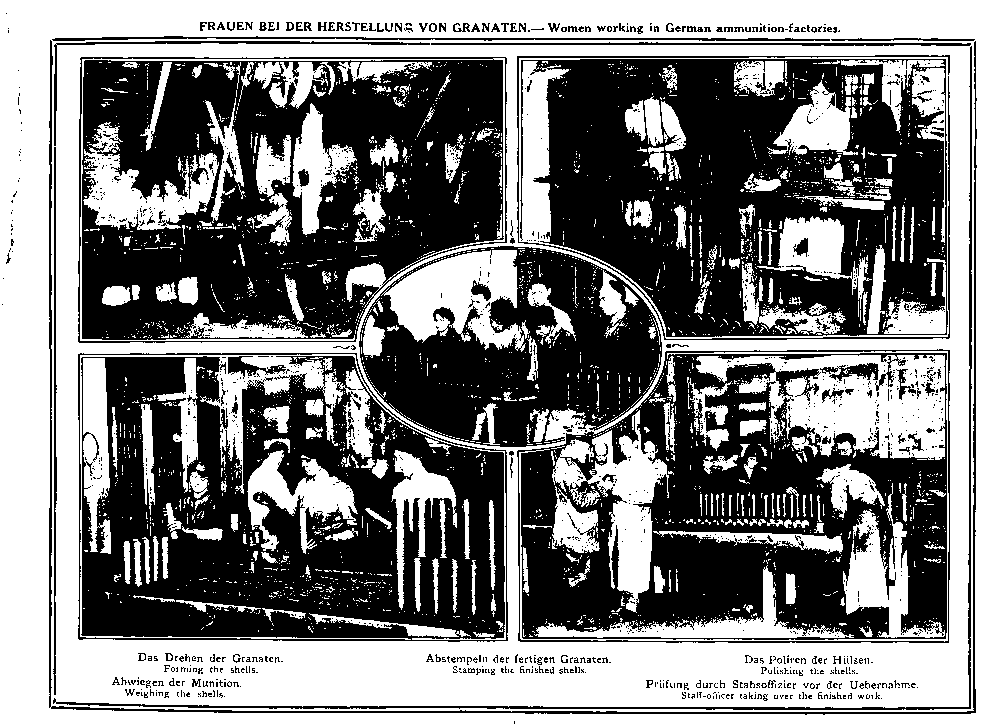 FRAUEN BEI DER HERSTELLUNG VON GRANATEN.— Women working in German ammunition-factories.
Das Drehen der Granaten.
Forming the shells.
Abwiegen der Munition.
Weighing the shells.
Abstempeln der fertigen Granaten.
Stamping the finished shells.
Das Poliren der Hülsen.
Polishing the shells.
Prüfung durch Stabsoffizier vor der Uebernahme.
Staff-officer taking over the finished work.